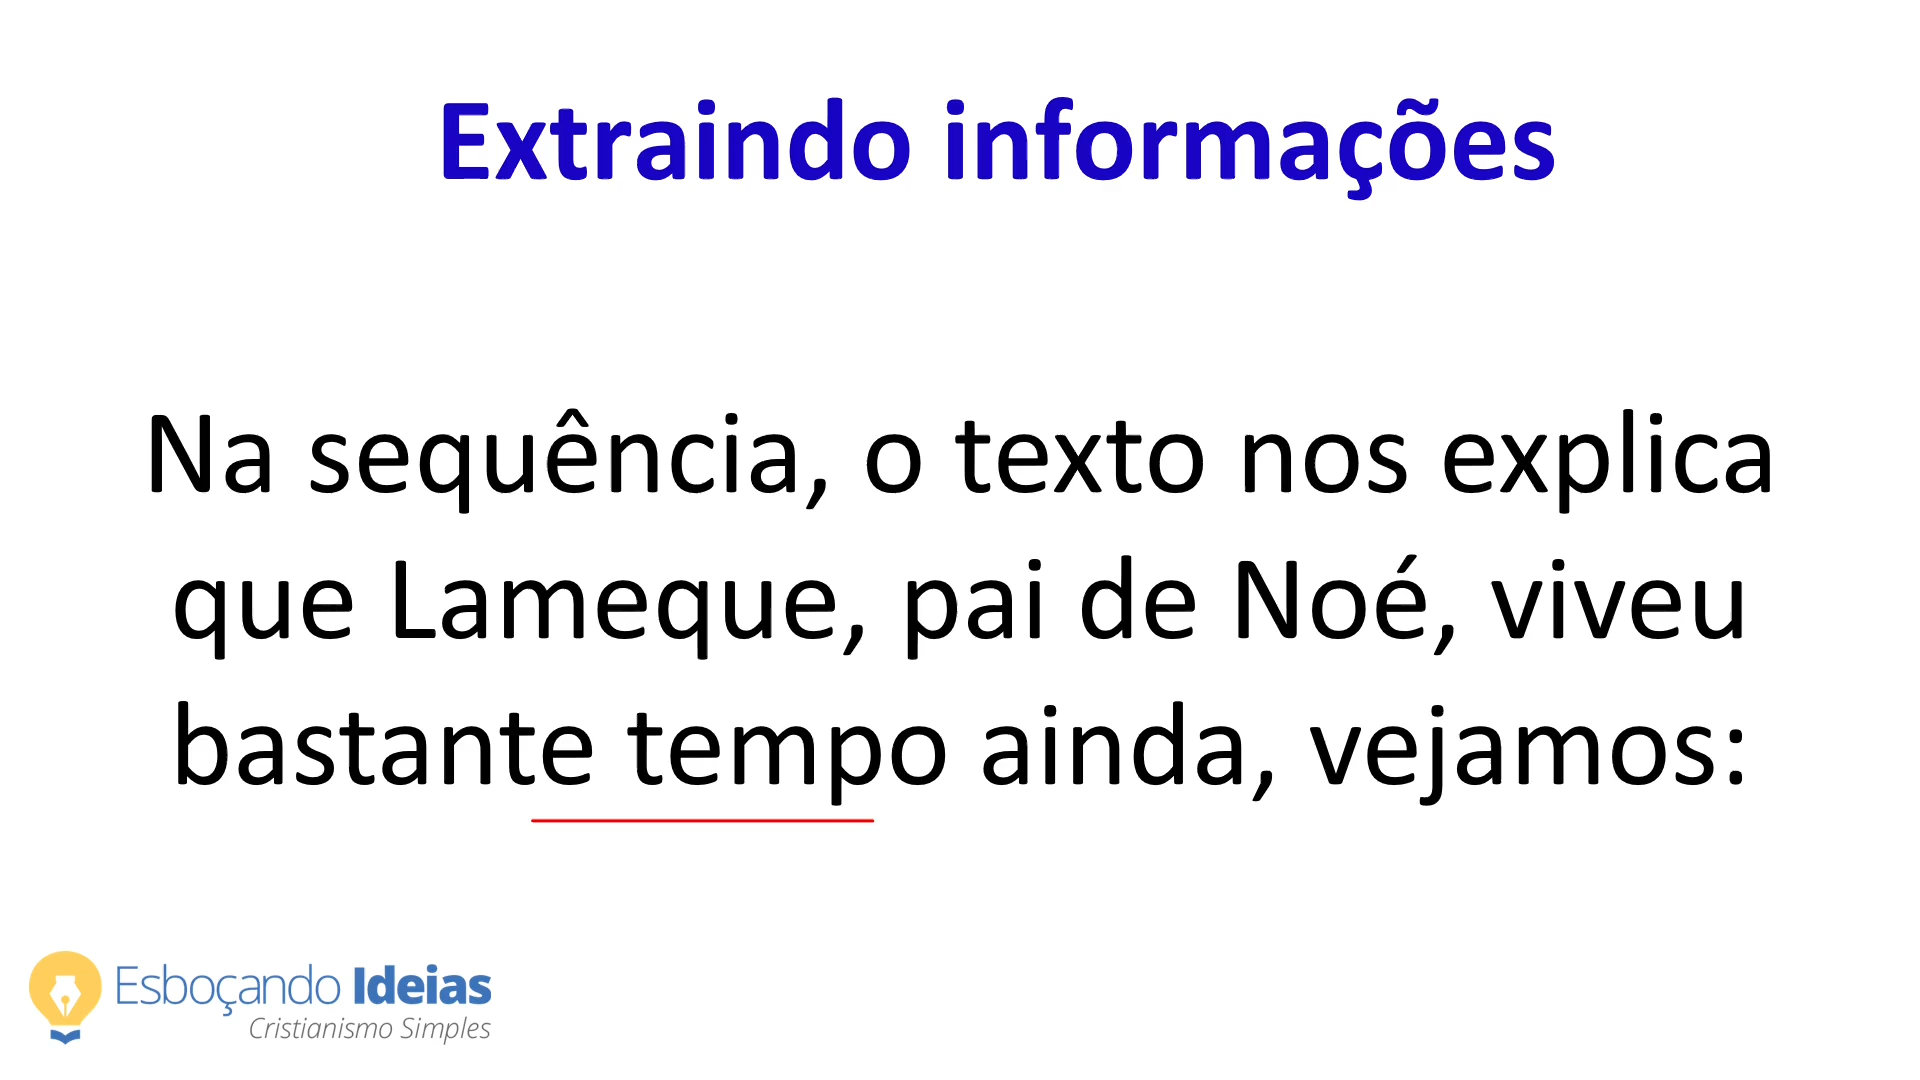 Extraindo informações
Na sequência, o texto nos explica
que Lameque, pai de Noé, viveu
bastante tempo ainda, vejamos:
Esboçando Ideias
Cristianismo Simples